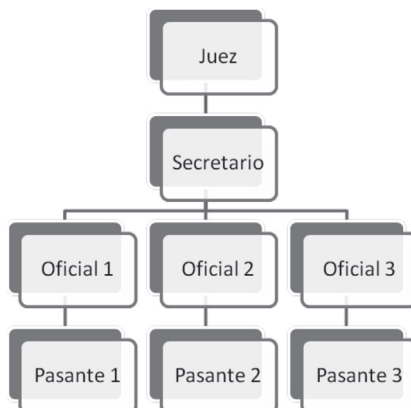 Juez
Secretario
Oficial 1
Oficial 2
Oficial 3
Pasante 1
Pasante 2
Pasante 3